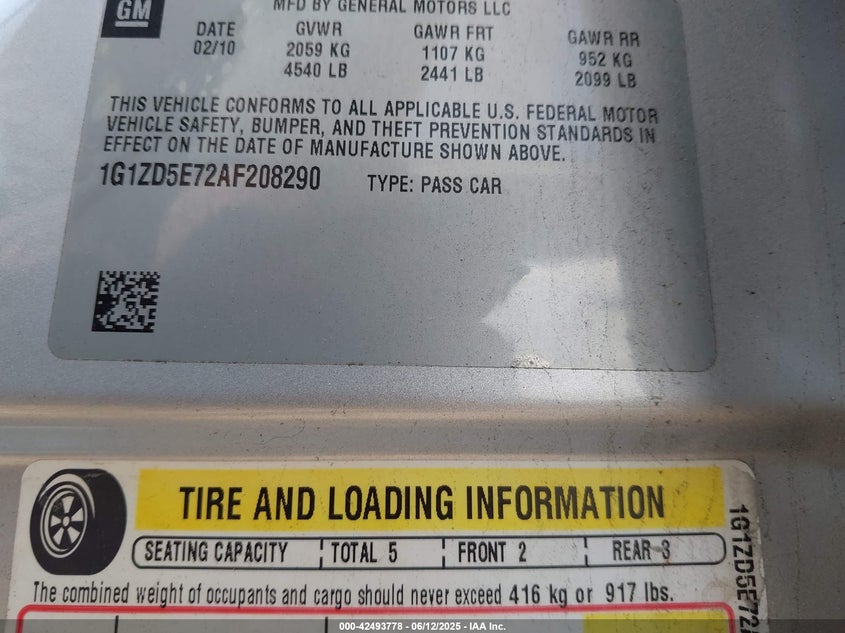 GM
MFD BY GENERAL MOTORS LLC
DATE GVWR GAWR FRT GAWR RR
02/10 2059 KG 1107 KG 952 KG
4540 LB 2441 LB 2099 LB
THIS VEHICLE CONFORMS TO ALL APPLICABLE U.S. FEDERAL MOTOR
VEHICLE SAFETY, BUMPER, AND THEFT PREVENTION STANDARDS IN
EFFECT ON THE DATE OF MANUFACTURE SHOWN ABOVE.
1G1ZD5E72AF208290 TYPE: PASS CAR
TIRE AND LOADING INFORMATION
SEATING CAPACITY TOTAL 5 FRONT 2 REAR 3
The combined weight of occupants and cargo should never exceed 416 kg or 917 lbs.
1G1ZD5E72
000-42493778 - 06/12/2025 - IAA Inc.